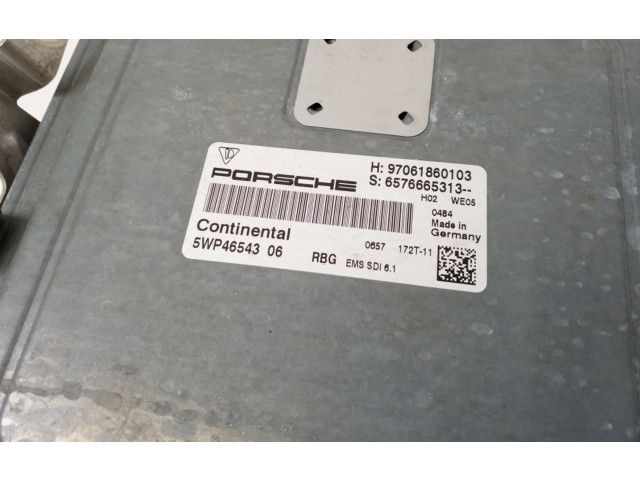 PORSCHE
H: 97061860103
S: 6576665313--
H02 WE05
0484
Made in
Germany
Continental
5WP46543 06
0657 172T-11
RBG EMS SDI 6.1